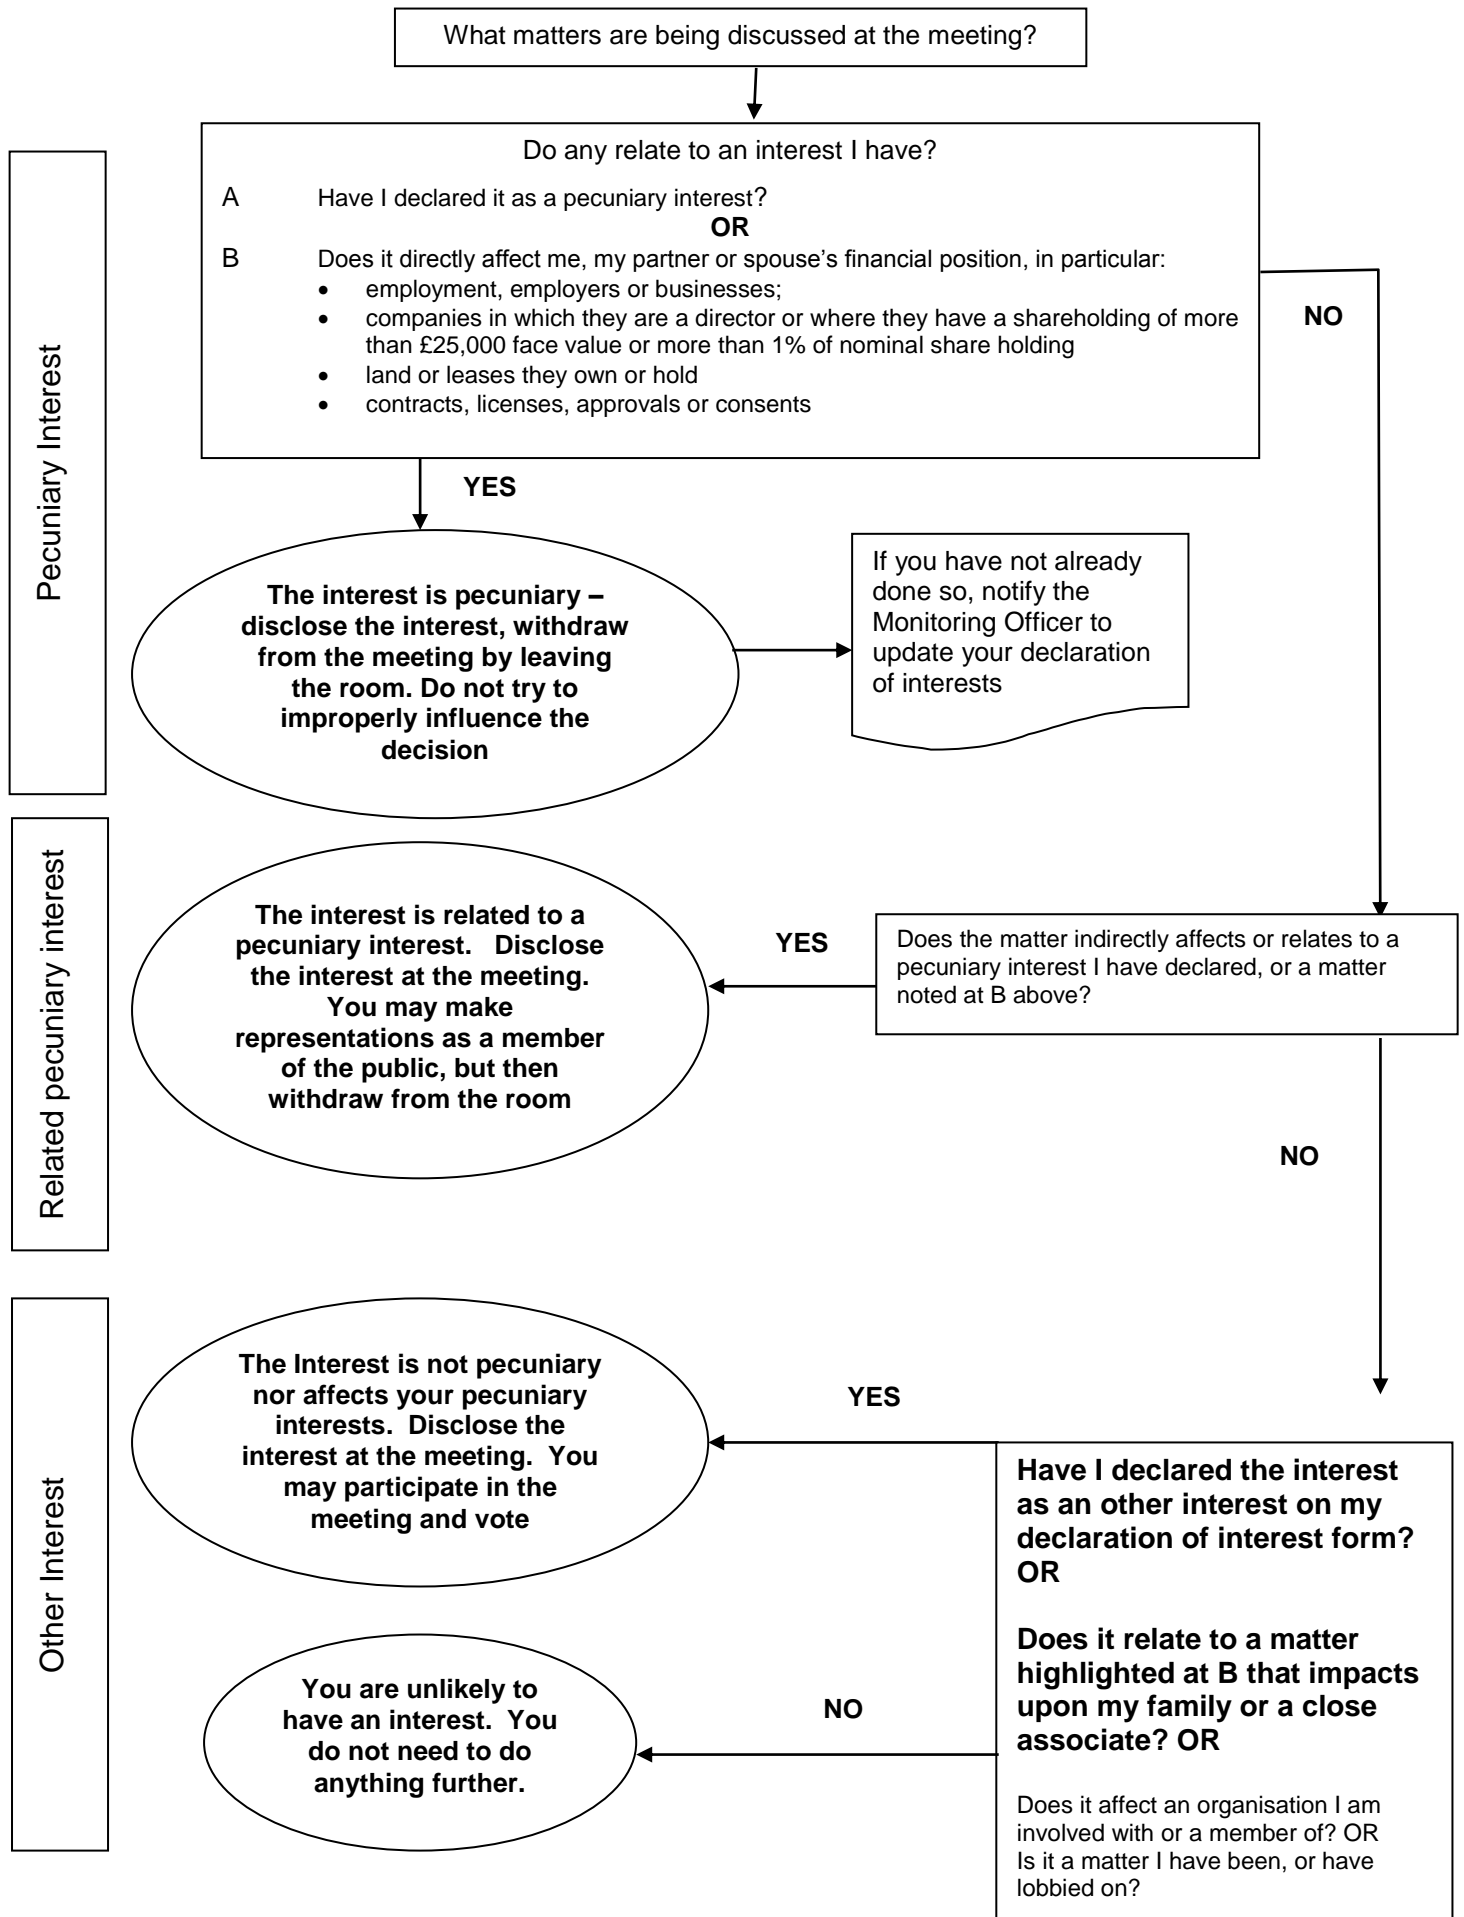 What matters are being discussed at the meeting?
Pecuniary Interest
Do any relate to an interest I have?
A Have I declared it as a pecuniary interest?
OR
B Does it directly affect me, my partner or spouse's financial position, in particular:
• employment, employers or businesses;
• companies in which they are a director or where they have a shareholding of more
than £25,000 face value or more than 1% of nominal share holding
• land or leases they own or hold
• contracts, licenses, approvals or consents
NO
YES
The interest is pecuniary –
disclose the interest, withdraw
from the meeting by leaving
the room. Do not try to
improperly influence the
decision
If you have not already
done so, notify the
Monitoring Officer to
update your declaration
of interests
Related pecuniary interest
The interest is related to a
pecuniary interest. Disclose
the interest at the meeting.
You may make
representations as a member
of the public, but then
withdraw from the room
YES
Does the matter indirectly affects or relates to a
pecuniary interest I have declared, or a matter
noted at B above?
NO
Other Interest
The Interest is not pecuniary
nor affects your pecuniary
interests. Disclose the
interest at the meeting. You
may participate in the
meeting and vote
YES
Have I declared the interest
as an other interest on my
declaration of interest form?
OR
Does it relate to a matter
highlighted at B that impacts
upon my family or a close
associate? OR
Does it affect an organisation I am
involved with or a member of? OR
Is it a matter I have been, or have
lobbied on?
NO
You are unlikely to
have an interest. You
do not need to do
anything further.